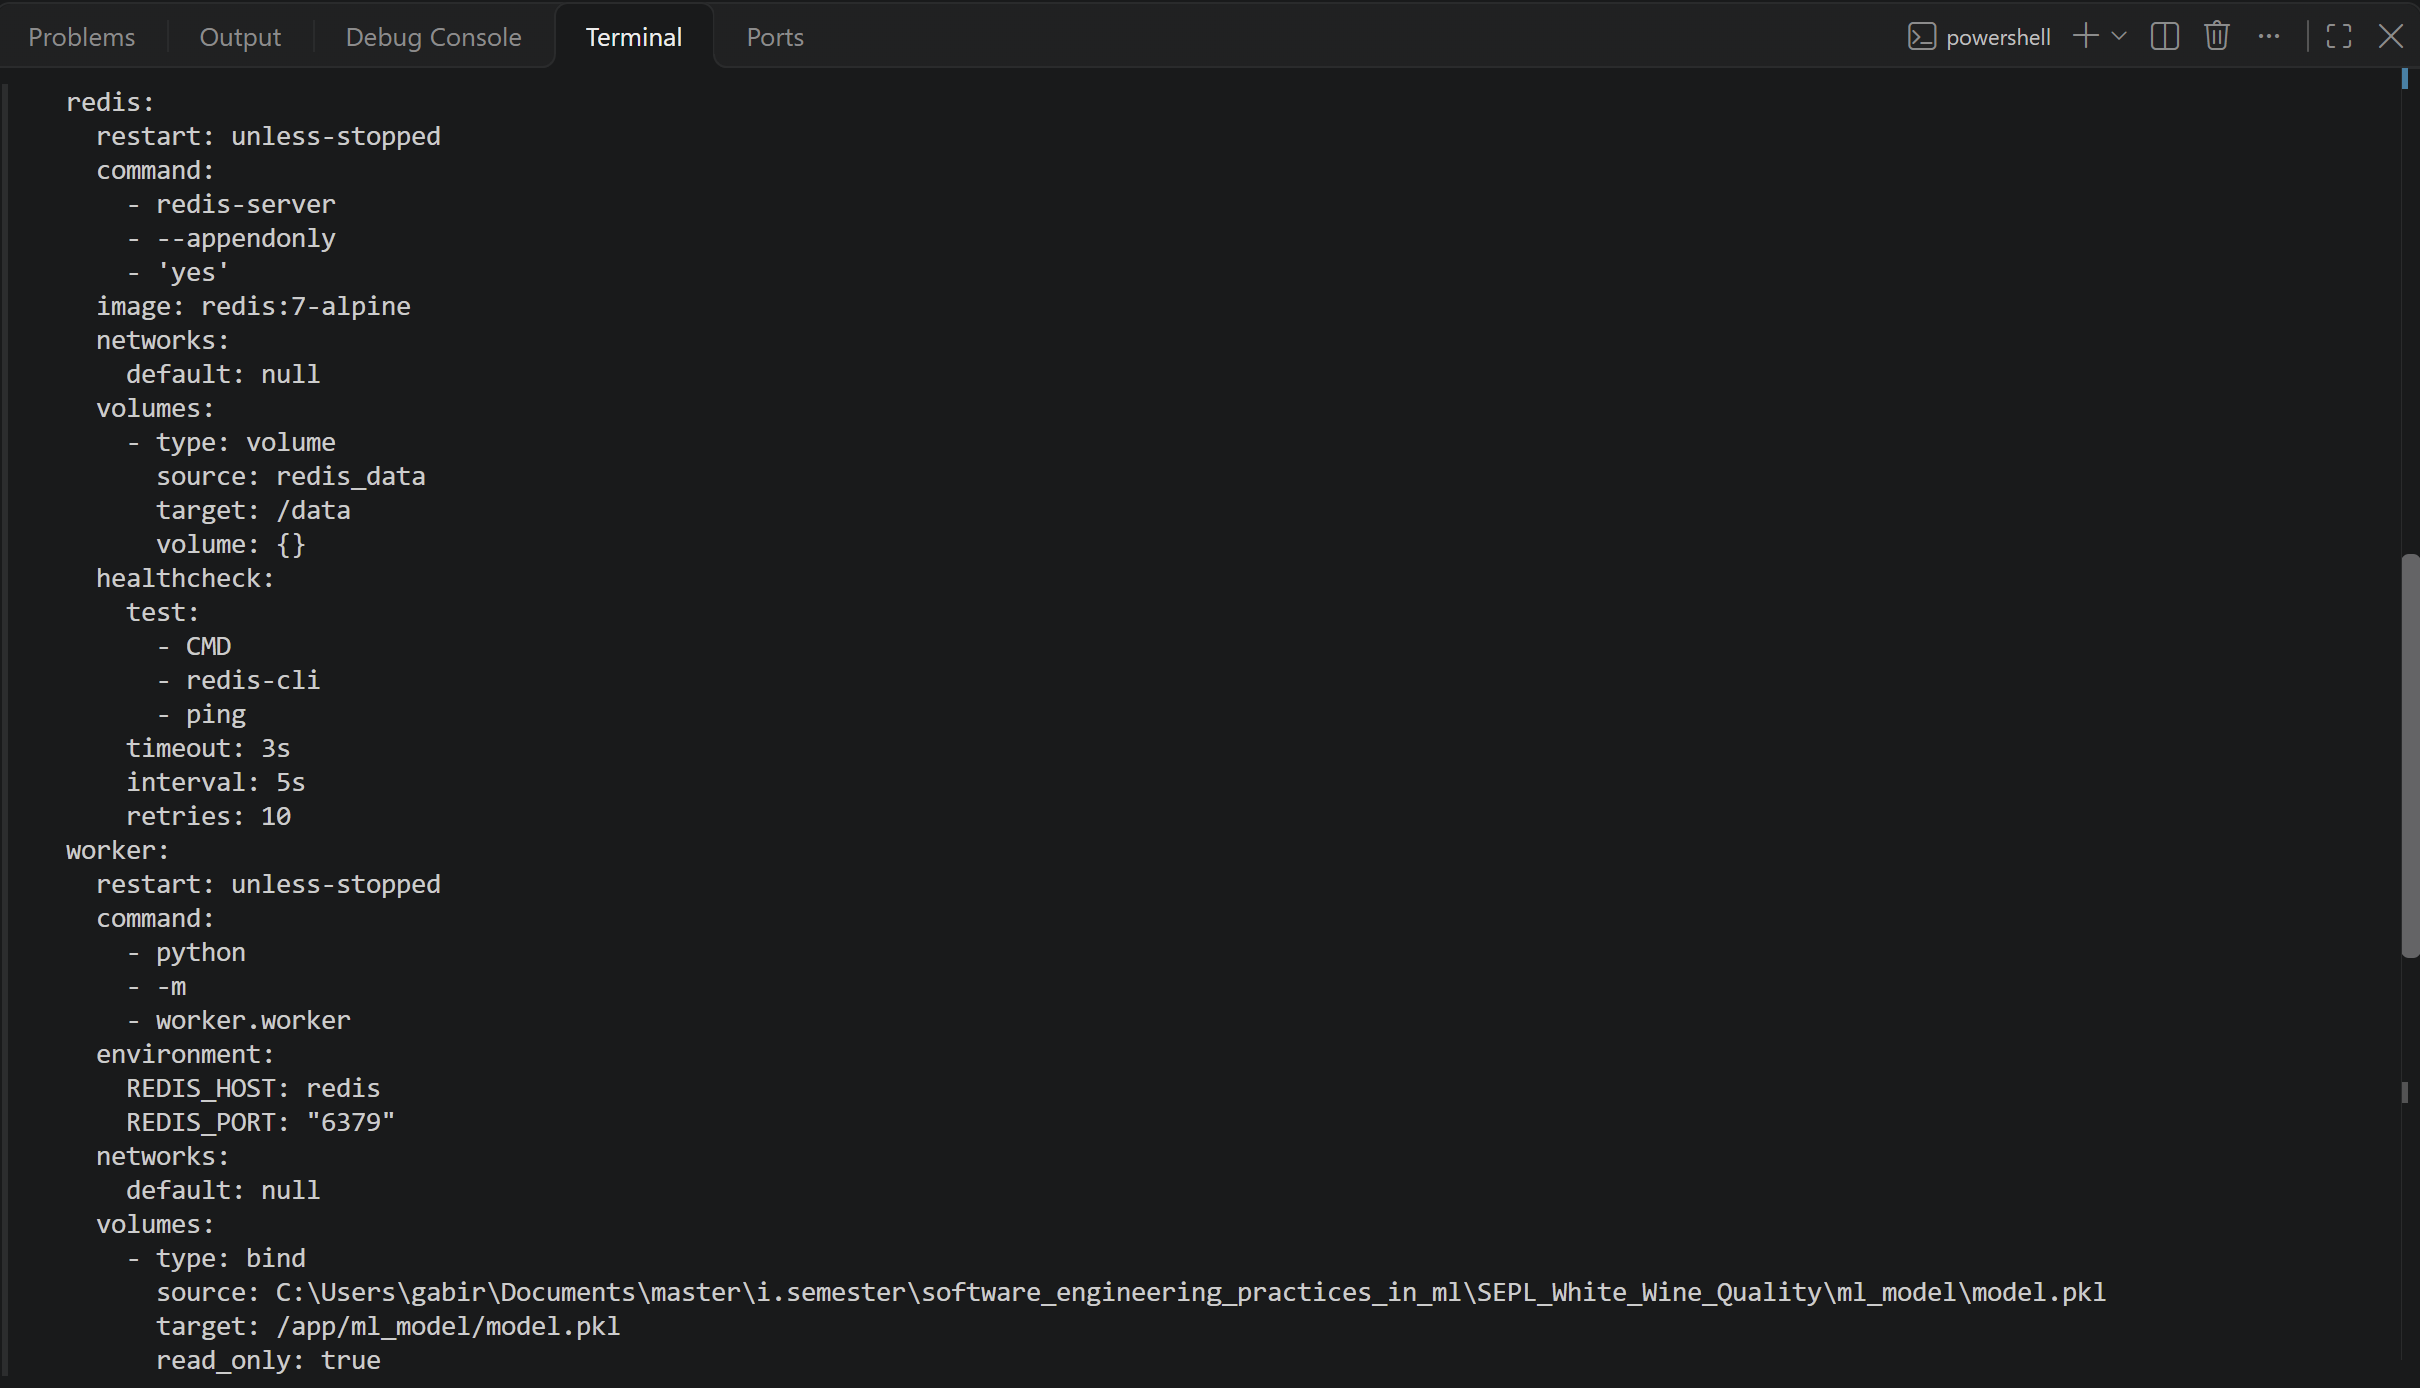 Problems Output Debug Console Terminal Ports powershell
redis:
  restart: unless-stopped
  command:
    - redis-server
    - --appendonly
    - 'yes'
  image: redis:7-alpine
  networks:
    default: null
  volumes:
    - type: volume
      source: redis_data
      target: /data
      volume: {}
  healthcheck:
    test:
      - CMD
      - redis-cli
      - ping
    timeout: 3s
    interval: 5s
    retries: 10
worker:
  restart: unless-stopped
  command:
    - python
    - -m
    - worker.worker
  environment:
    REDIS_HOST: redis
    REDIS_PORT: "6379"
  networks:
    default: null
  volumes:
    - type: bind
      source: C:\Users\gabir\Documents\master\i.semester\software_engineering_practices_in_ml\SEPL_White_Wine_Quality\ml_model\model.pkl
      target: /app/ml_model/model.pkl
      read_only: true